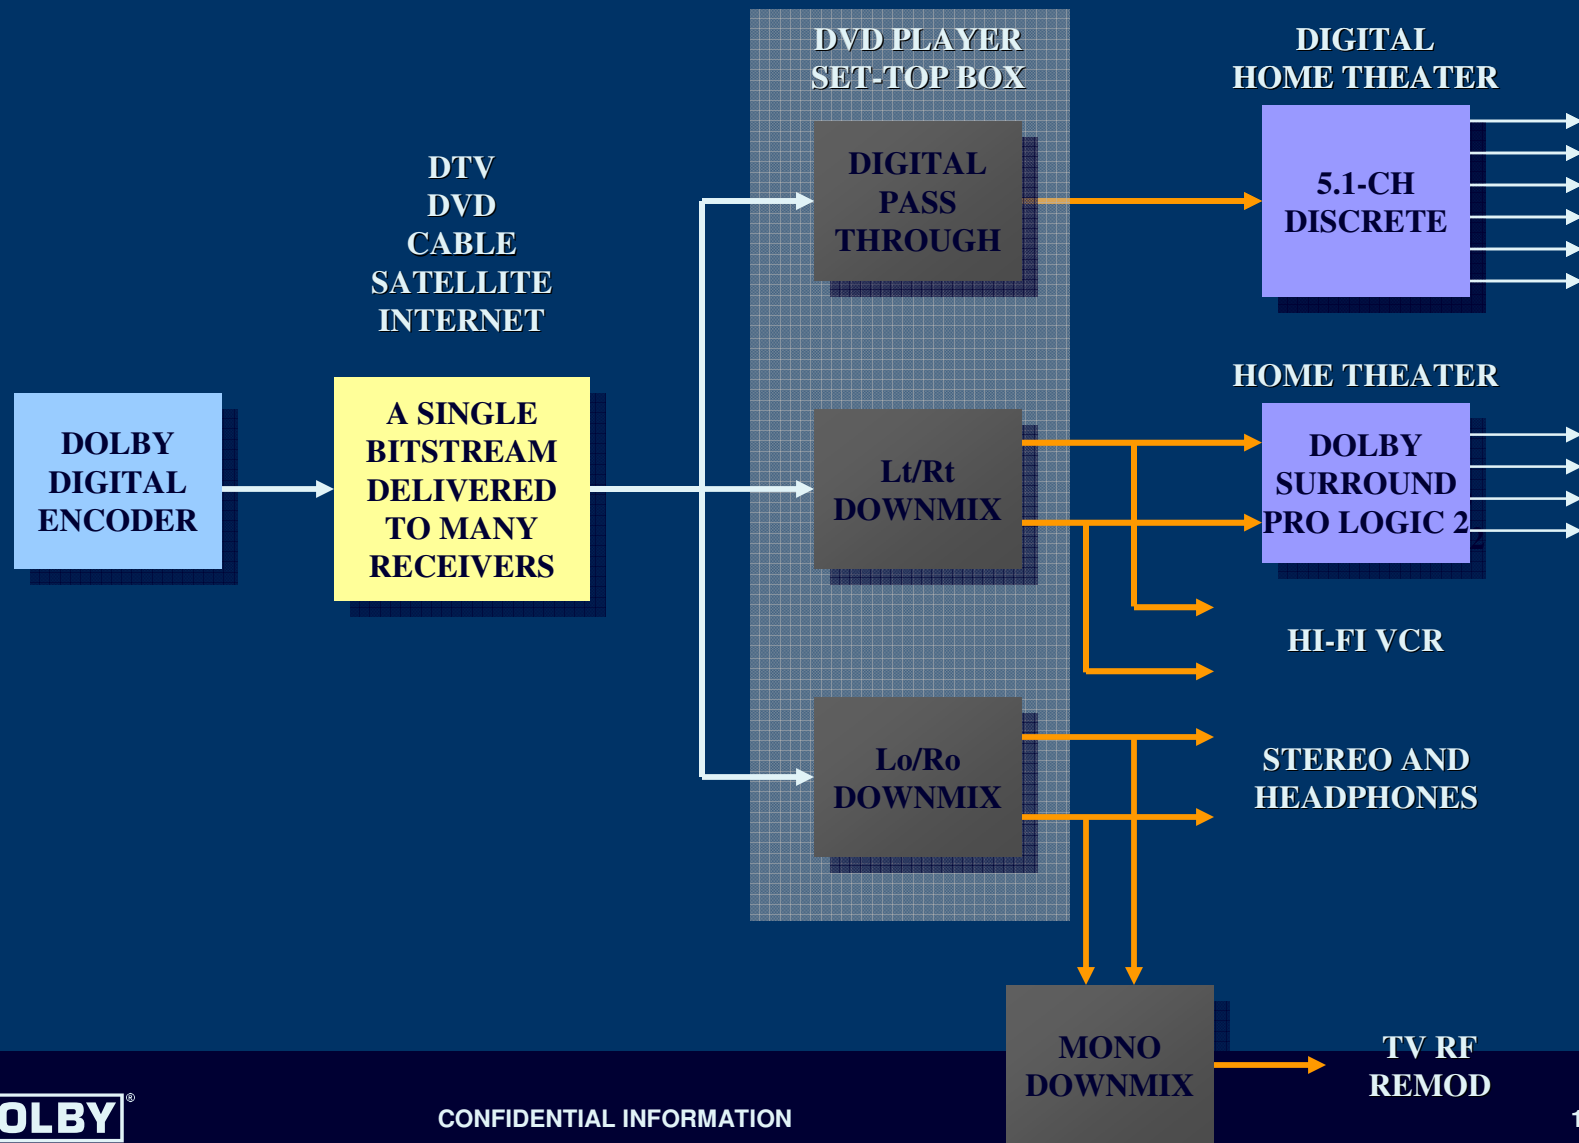 DVD PLAYER
SET-TOP BOX
DIGITAL
HOME THEATER
DTV
DVD
CABLE
SATELLITE
INTERNET
DIGITAL
PASS
THROUGH
5.1-CH
DISCRETE
HOME THEATER
DOLBY
DIGITAL
ENCODER
A SINGLE
BITSTREAM
DELIVERED
TO MANY
RECEIVERS
Lt/Rt
DOWNMIX
DOLBY
SURROUND
PRO LOGIC 2
HI-FI VCR
Lo/Ro
DOWNMIX
STEREO AND
HEADPHONES
MONO
DOWNMIX
TV RF
REMOD
OLBY®
CONFIDENTIAL INFORMATION
1